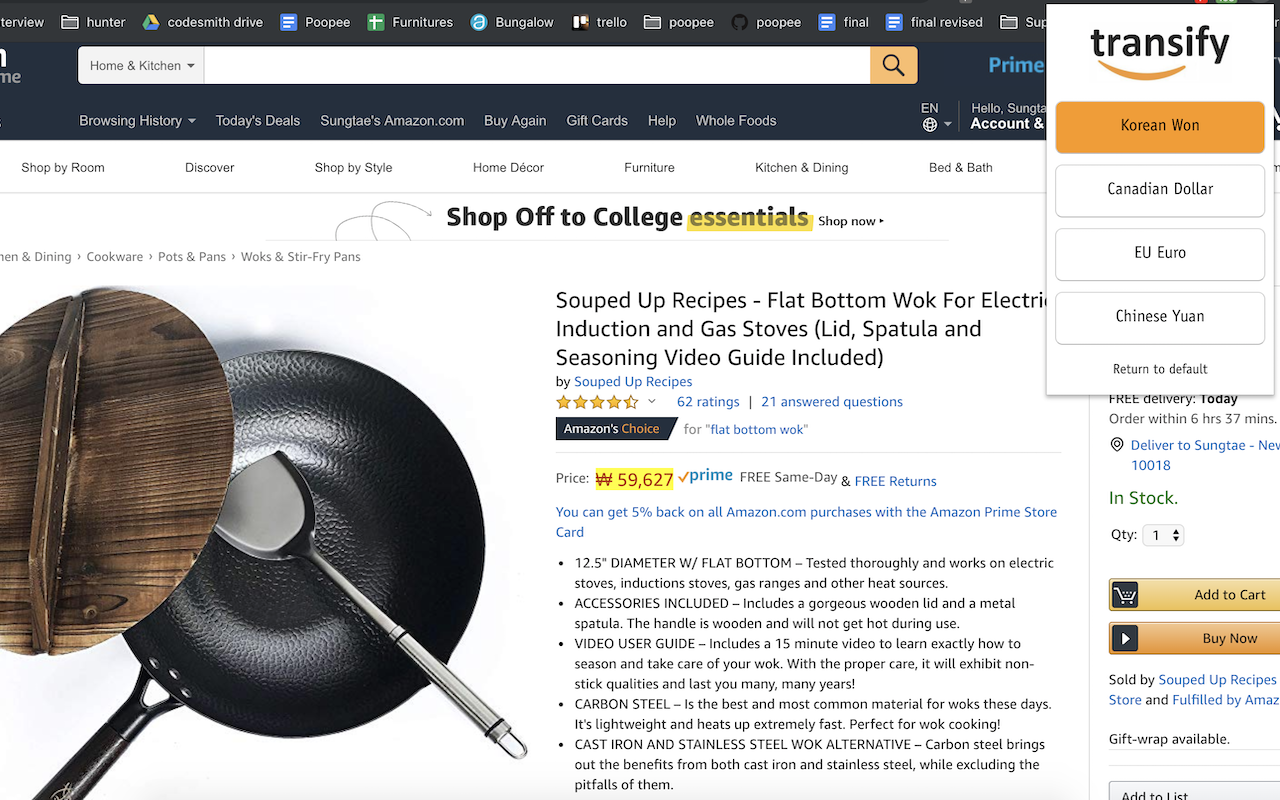 terview hunter codesmith drive Poopee Furnitures Bungalow trello poopee poopee final final revised Sup
me
Home & Kitchen
Prime
transify
Korean Won
Canadian Dollar
EU Euro
Chinese Yuan
Return to default
Browsing History Today's Deals Sungtae's Amazon.com Buy Again Gift Cards Help Whole Foods
EN
Hello, Sungta
Account &
Shop by Room Discover Shop by Style Home Décor Furniture Kitchen & Dining Bed & Bath
Shop Off to College essentials Shop now ▸
hen & Dining › Cookware › Pots & Pans › Woks & Stir-Fry Pans
Souped Up Recipes - Flat Bottom Wok For Electric
Induction and Gas Stoves (Lid, Spatula and
Seasoning Video Guide Included)
by Souped Up Recipes
62 ratings | 21 answered questions
Amazon's Choice for "flat bottom wok"
Price: ₩ 59,627 prime FREE Same-Day & FREE Returns
You can get 5% back on all Amazon.com purchases with the Amazon Prime Store
Card
• 12.5" DIAMETER W/ FLAT BOTTOM – Tested thoroughly and works on electric
stoves, inductions stoves, gas ranges and other heat sources.
• ACCESSORIES INCLUDED – Includes a gorgeous wooden lid and a metal
spatula. The handle is wooden and will not get hot during use.
• VIDEO USER GUIDE – Includes a 15 minute video to learn exactly how to
season and take care of your wok. With the proper care, it will exhibit non-
stick qualities and last you many, many years!
• CARBON STEEL – Is the best and most common material for woks these days.
It's lightweight and heats up extremely fast. Perfect for wok cooking!
• CAST IRON AND STAINLESS STEEL WOK ALTERNATIVE – Carbon steel brings
out the benefits from both cast iron and stainless steel, while excluding the
pitfalls of them.
FREE delivery: Today
Order within 6 hrs 37 mins.
Deliver to Sungtae - New
10018
In Stock.
Qty: 1
Add to Cart
Buy Now
Sold by Souped Up Recipes
Store and Fulfilled by Amaz
Gift-wrap available.
Add to List